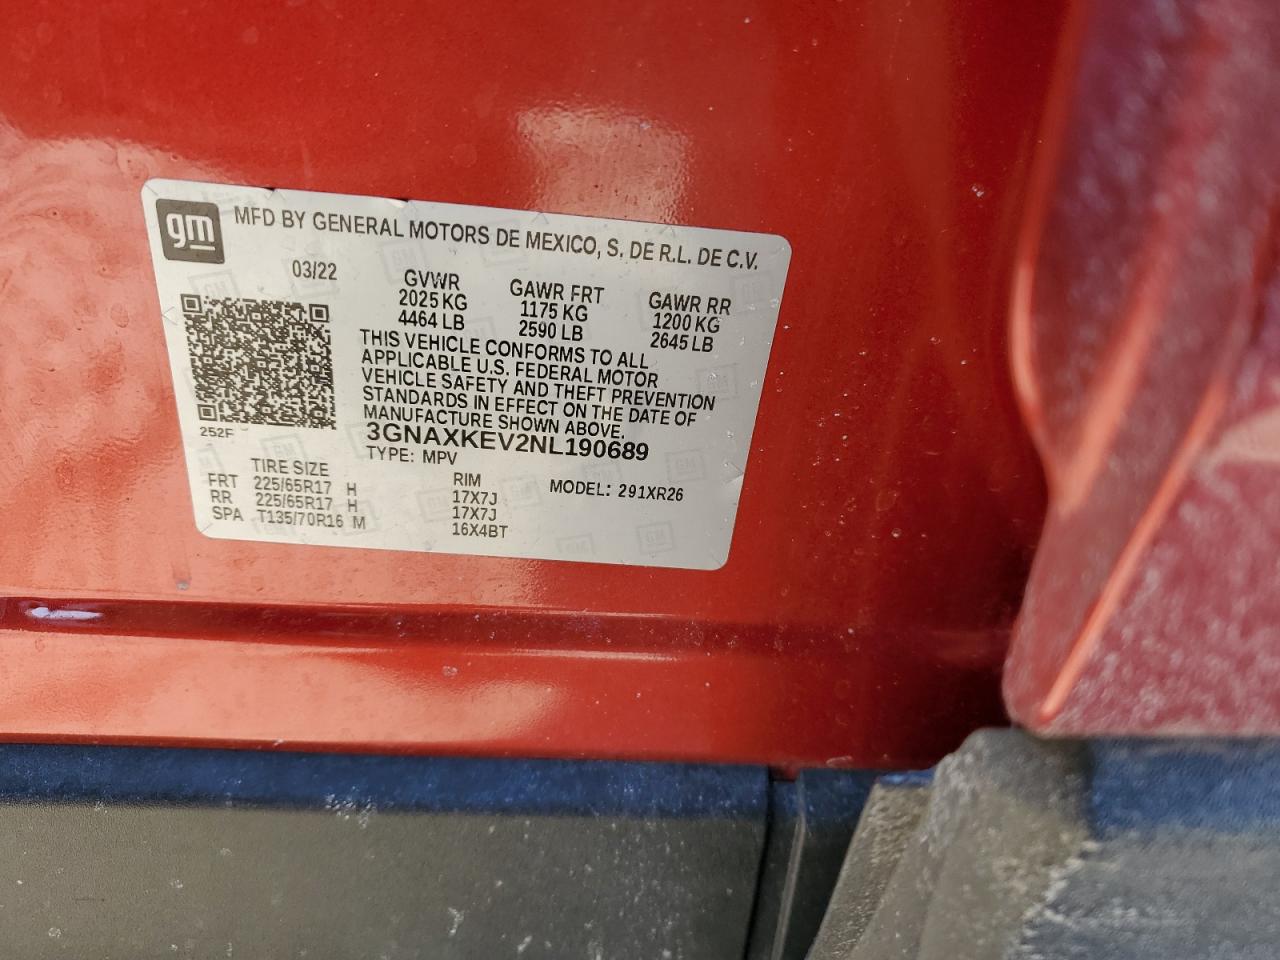 gm
MFD BY GENERAL MOTORS DE MEXICO, S. DE R.L. DE C.V.
03/22
GVWR GAWR FRT GAWR RR
2025 KG 1175 KG 1200 KG
4464 LB 2590 LB 2645 LB
THIS VEHICLE CONFORMS TO ALL
APPLICABLE U.S. FEDERAL MOTOR
VEHICLE SAFETY AND THEFT PREVENTION
STANDARDS IN EFFECT ON THE DATE OF
MANUFACTURE SHOWN ABOVE.
252F
3GNAXKEV2NL190689
TYPE: MPV
TIRE SIZE RIM MODEL: 291XR26
FRT 225/65R17 H 17X7J
RR 225/65R17 H 17X7J
SPA T135/70R16 M 16X4BT